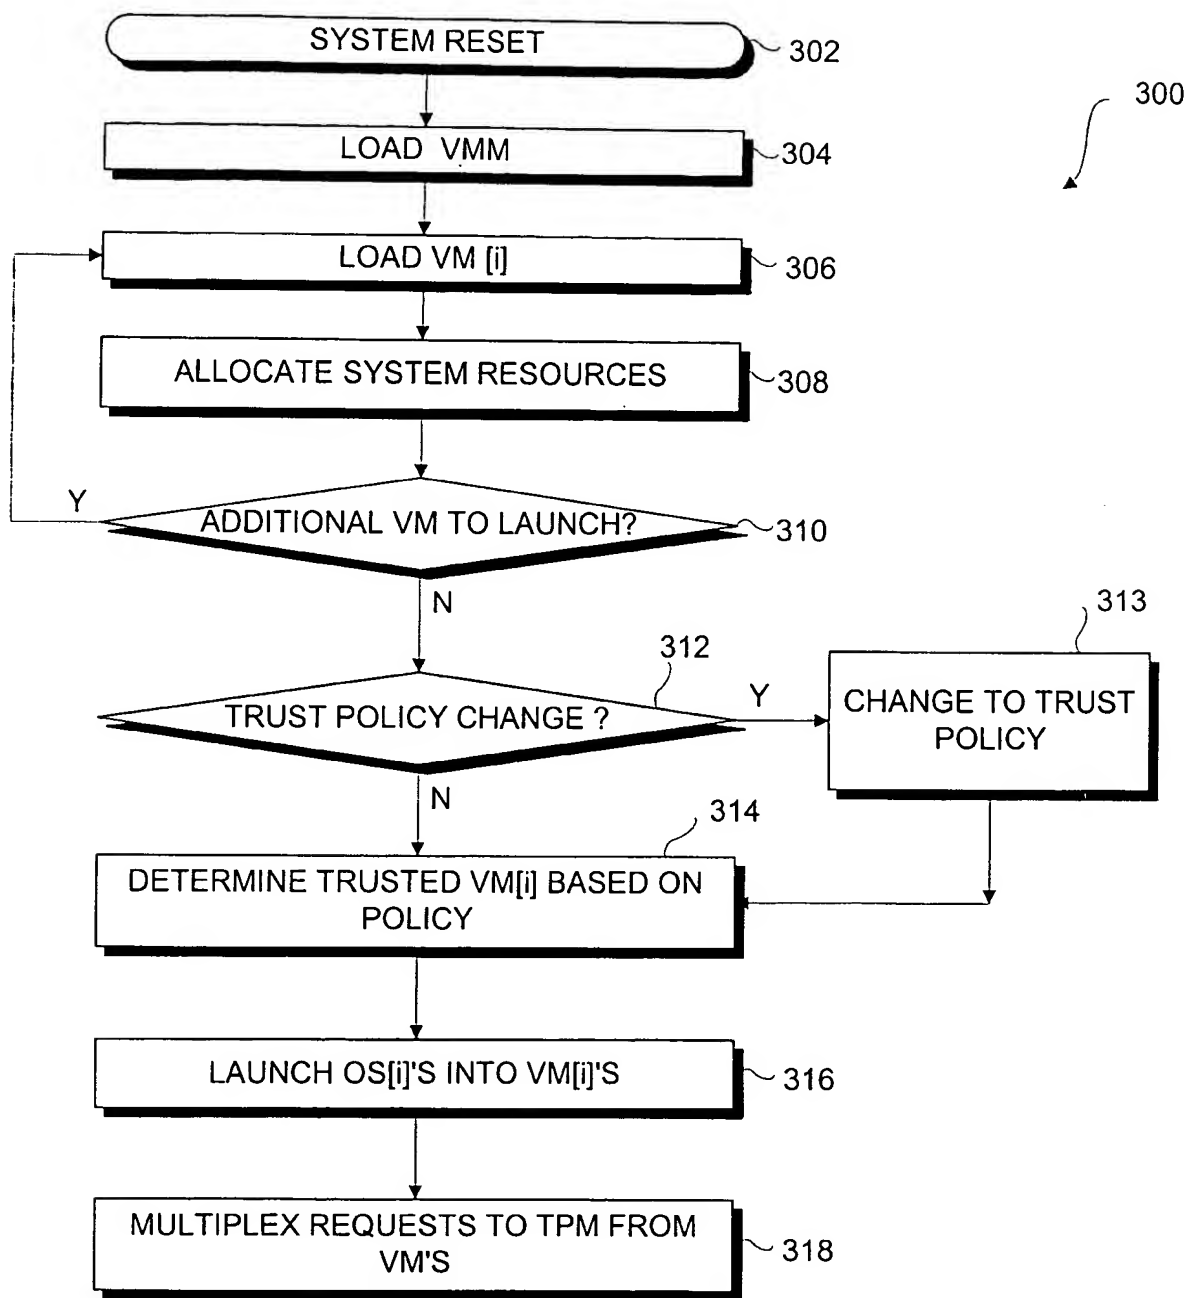 SYSTEM RESET
302
300
LOAD VMM
304
LOAD VM [i]
306
ALLOCATE SYSTEM RESOURCES
308
Y
ADDITIONAL VM TO LAUNCH?
310
N
313
312
TRUST POLICY CHANGE ?
Y
CHANGE TO TRUST
POLICY
N
314
DETERMINE TRUSTED VM[i] BASED ON
POLICY
LAUNCH OS[i]'S INTO VM[i]'S
316
MULTIPLEX REQUESTS TO TPM FROM
VM'S
318